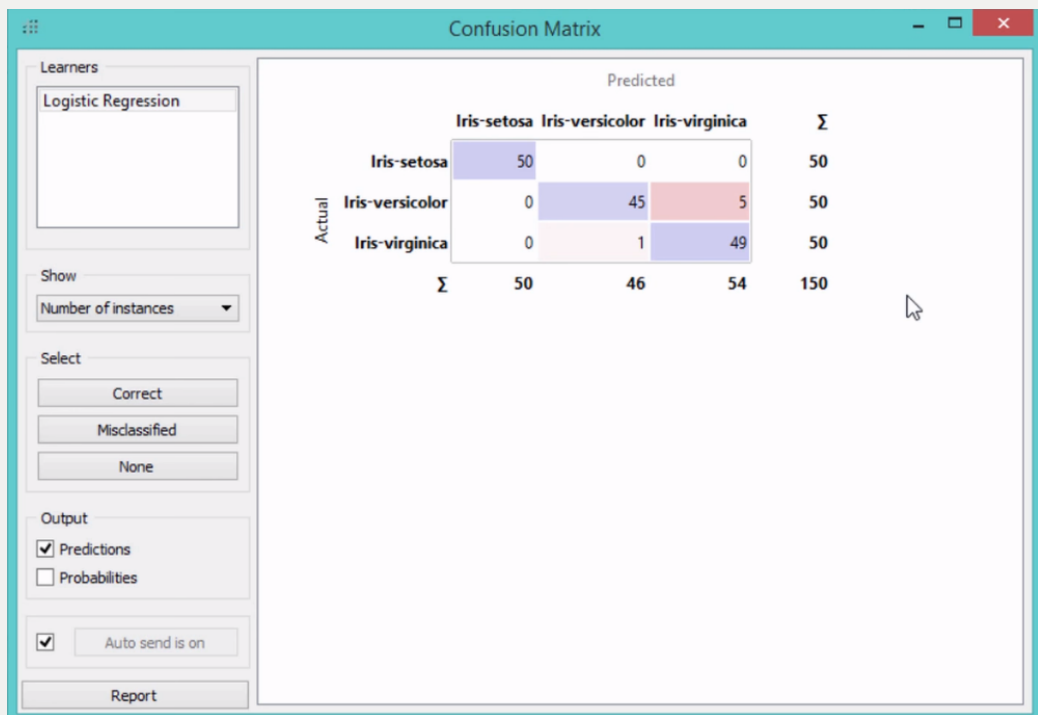 Confusion Matrix
Learners
Logistic Regression
Show
Number of instances
Select
Correct
Misclassified
None
Output
Predictions
Probabilities
Auto send is on
Report
Predicted
Iris-setosa Iris-versicolor Iris-virginica Σ
Iris-setosa 50 0 0 50
Actual
Iris-versicolor 0 45 5 50
Iris-virginica 0 1 49 50
Σ 50 46 54 150